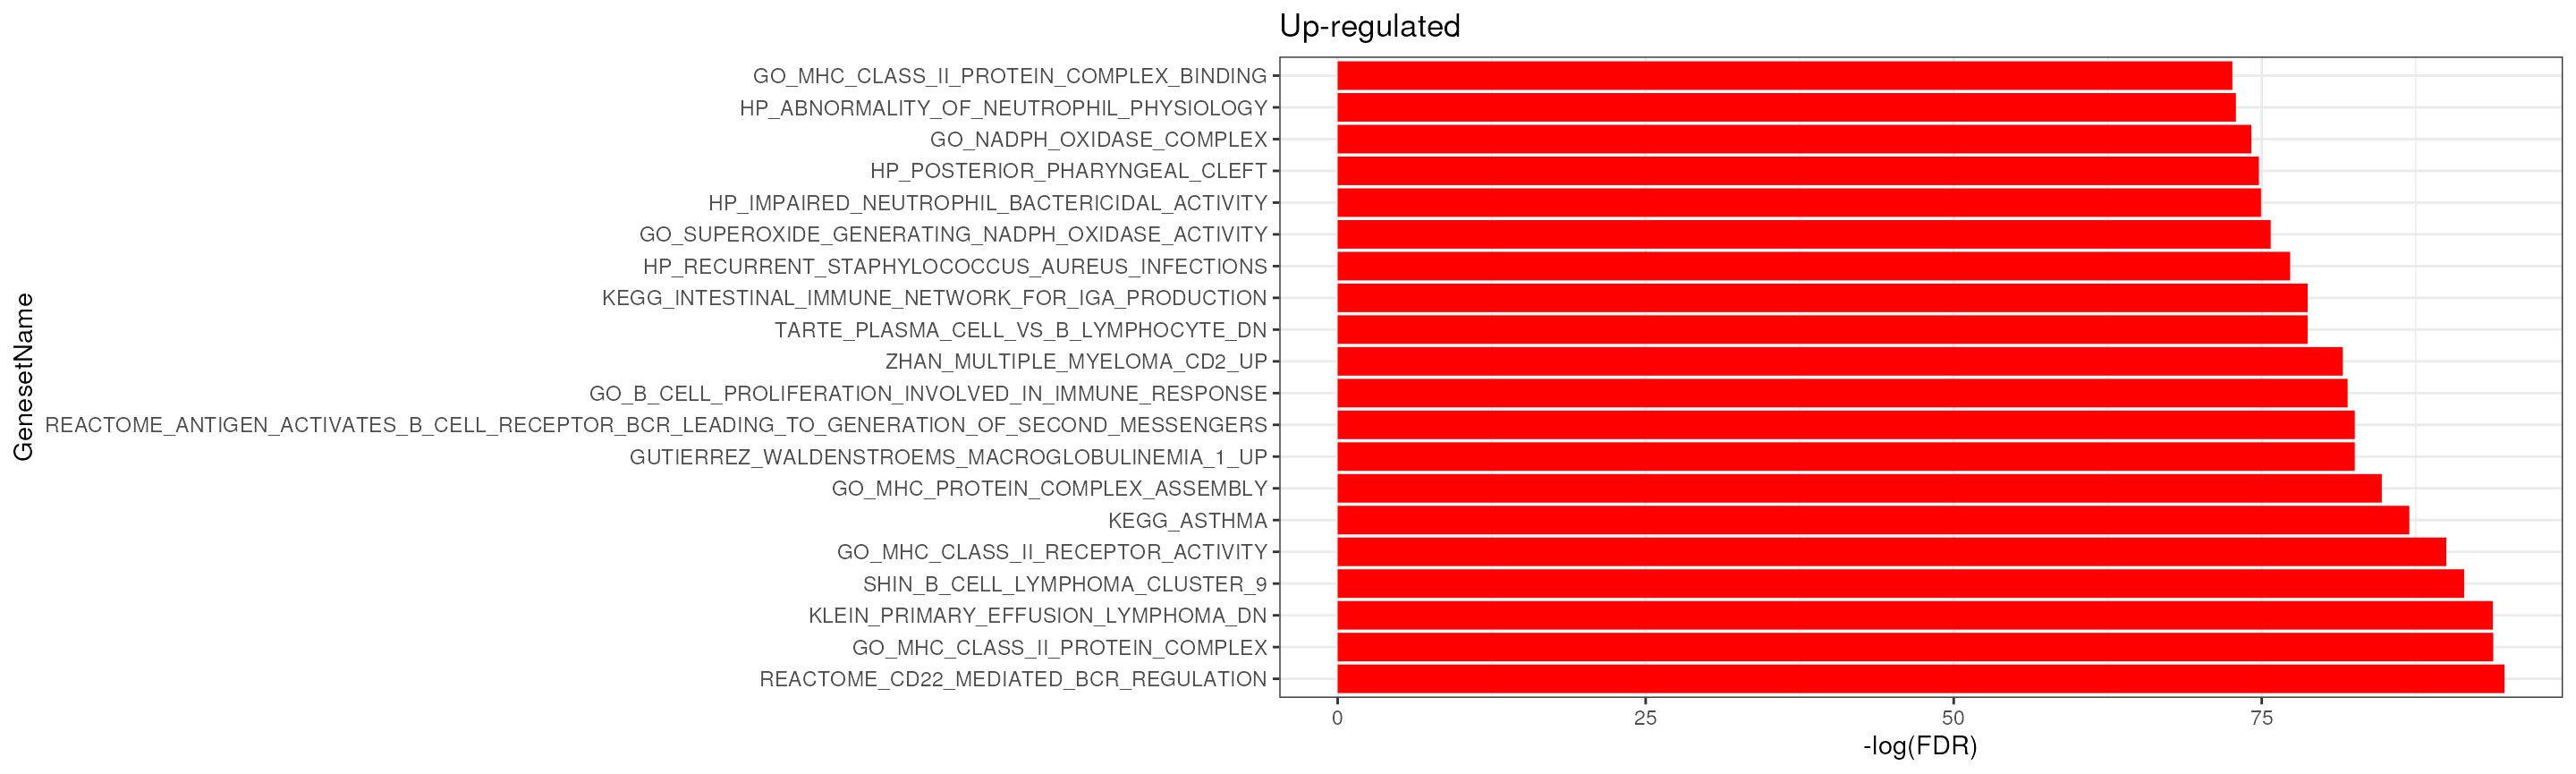 Up-regulated
GenesetName
GO_MHC_CLASS_II_PROTEIN_COMPLEX_BINDING
HP_ABNORMALITY_OF_NEUTROPHIL_PHYSIOLOGY
GO_NADPH_OXIDASE_COMPLEX
HP_POSTERIOR_PHARYNGEAL_CLEFT
HP_IMPAIRED_NEUTROPHIL_BACTERICIDAL_ACTIVITY
GO_SUPEROXIDE_GENERATING_NADPH_OXIDASE_ACTIVITY
HP_RECURRENT_STAPHYLOCOCCUS_AUREUS_INFECTIONS
KEGG_INTESTINAL_IMMUNE_NETWORK_FOR_IGA_PRODUCTION
TARTE_PLASMA_CELL_VS_B_LYMPHOCYTE_DN
ZHAN_MULTIPLE_MYELOMA_CD2_UP
GO_B_CELL_PROLIFERATION_INVOLVED_IN_IMMUNE_RESPONSE
REACTOME_ANTIGEN_ACTIVATES_B_CELL_RECEPTOR_BCR_LEADING_TO_GENERATION_OF_SECOND_MESSENGERS
GUTIERREZ_WALDENSTROEMS_MACROGLOBULINEMIA_1_UP
GO_MHC_PROTEIN_COMPLEX_ASSEMBLY
KEGG_ASTHMA
GO_MHC_CLASS_II_RECEPTOR_ACTIVITY
SHIN_B_CELL_LYMPHOMA_CLUSTER_9
KLEIN_PRIMARY_EFFUSION_LYMPHOMA_DN
GO_MHC_CLASS_II_PROTEIN_COMPLEX
REACTOME_CD22_MEDIATED_BCR_REGULATION
0 25 50 75
-log(FDR)